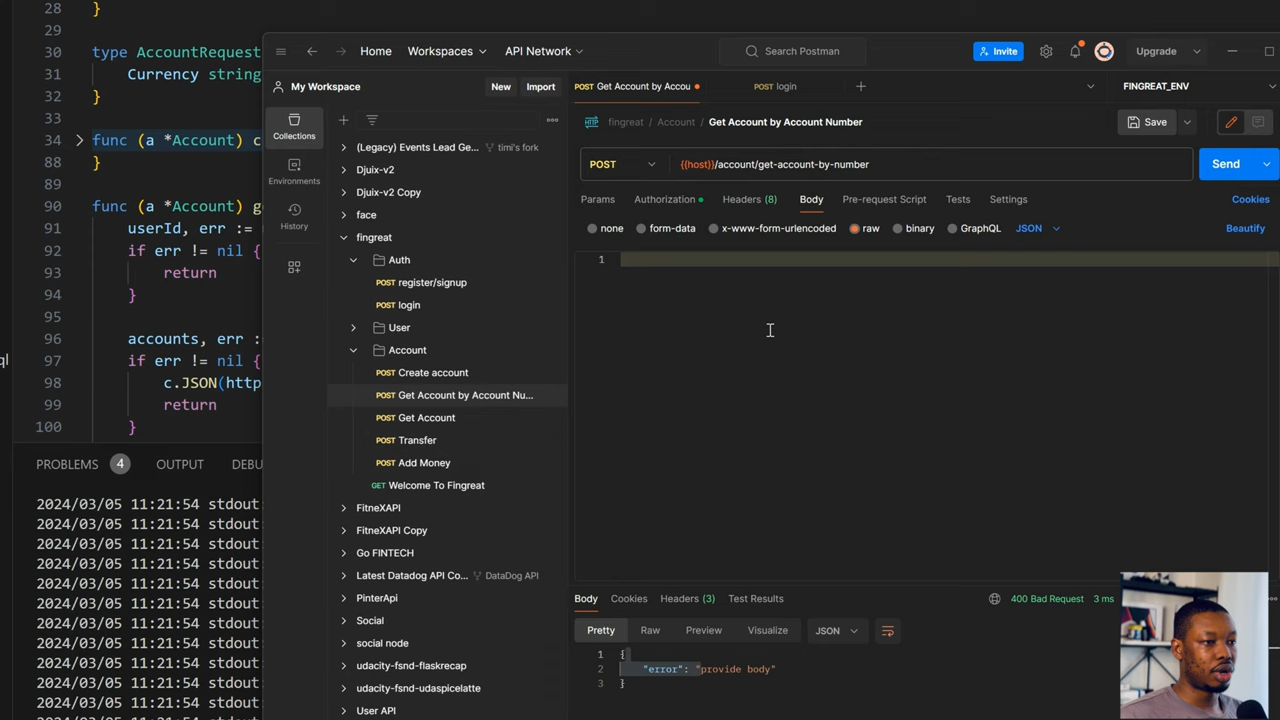 28
}
29
30
type AccountRequest
31
Currency string
32
}
33
34
func (a *Account) c
88
}
89
90
func (a *Account) g
91
userId, err :=
92
if err != nil {
93
return
94
}
95
96
accounts, err :
97
if err != nil {
98
c.JSON(http
99
return
100
}
PROBLEMS 4 OUTPUT DEBU
2024/03/05 11:21:54 stdout:
2024/03/05 11:21:54 stdout:
2024/03/05 11:21:54 stdout:
2024/03/05 11:21:54 stdout:
2024/03/05 11:21:54 stdout:
2024/03/05 11:21:54 stdout:
2024/03/05 11:21:54 stdout:
2024/03/05 11:21:54 stdout:
2024/03/05 11:21:54 stdout:
2024/03/05 11:21:54 stdout:
2024/03/05 11:21:54 stdout:
ql
Home Workspaces API Network Search Postman Invite Upgrade
My Workspace New Import
POST Get Account by Accou POST login FINGREAT_ENV
Collections
Environments
History
(Legacy) Events Lead Ge... timi's fork
Djuix-v2
Djuix-v2 Copy
face
fingreat
Auth
POST register/signup
POST login
User
Account
POST Create account
POST Get Account by Account Nu...
POST Get Account
POST Transfer
POST Add Money
GET Welcome To Fingreat
FitneXAPI
FitneXAPI Copy
Go FINTECH
Latest Datadog API Co... DataDog API
PinterApi
Social
social node
udacity-fsnd-flaskrecap
udacity-fsnd-udaspicelatte
User API
HTTP fingreat / Account / Get Account by Account Number Save
POST {{host}}/account/get-account-by-number Send
Params Authorization Headers (8) Body Pre-request Script Tests Settings Cookies
none form-data x-www-form-urlencoded raw binary GraphQL JSON Beautify
1
Body Cookies Headers (3) Test Results 400 Bad Request 3 ms
Pretty Raw Preview Visualize JSON
1 {
2 "error": "provide body"
3 }